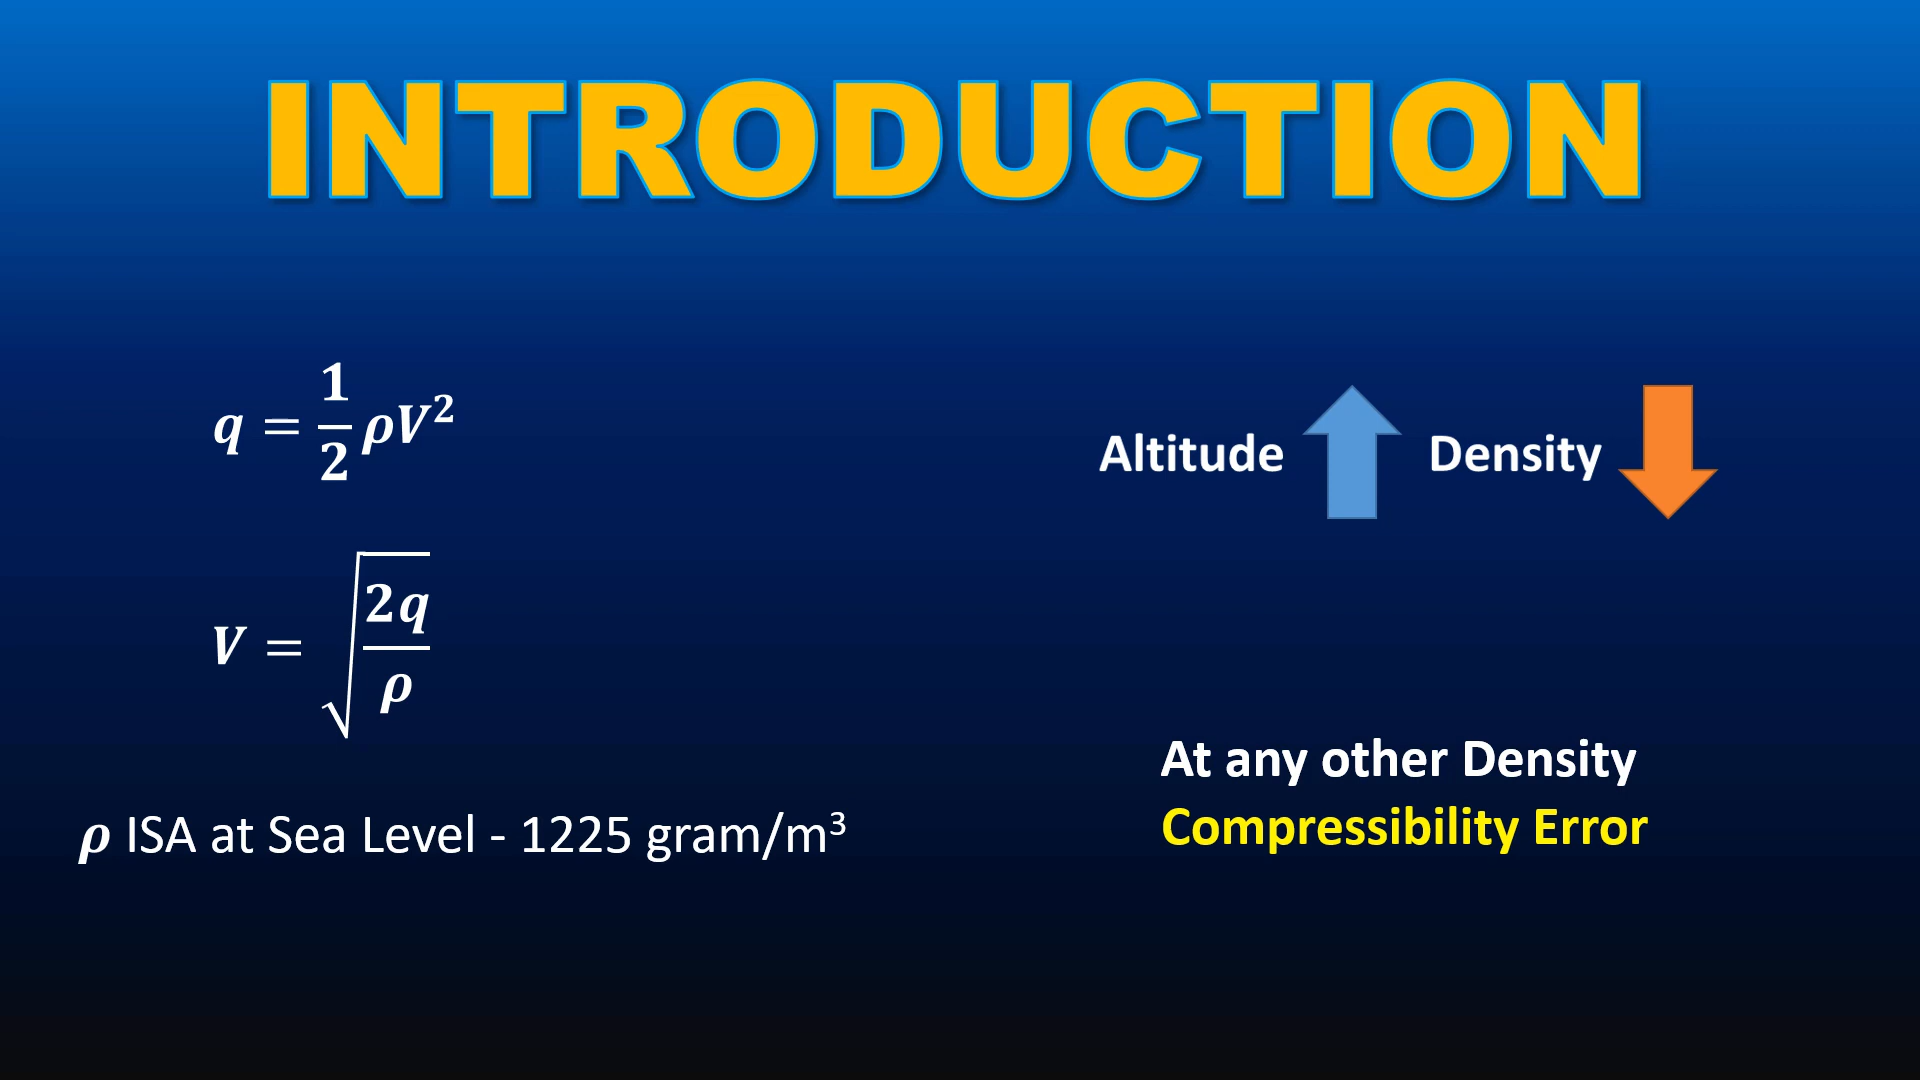 INTRODUCTION
q = 1/2 ρV²
Altitude Density
V = √(2q/ρ)
At any other Density
Compressibility Error
ρ ISA at Sea Level - 1225 gram/m³